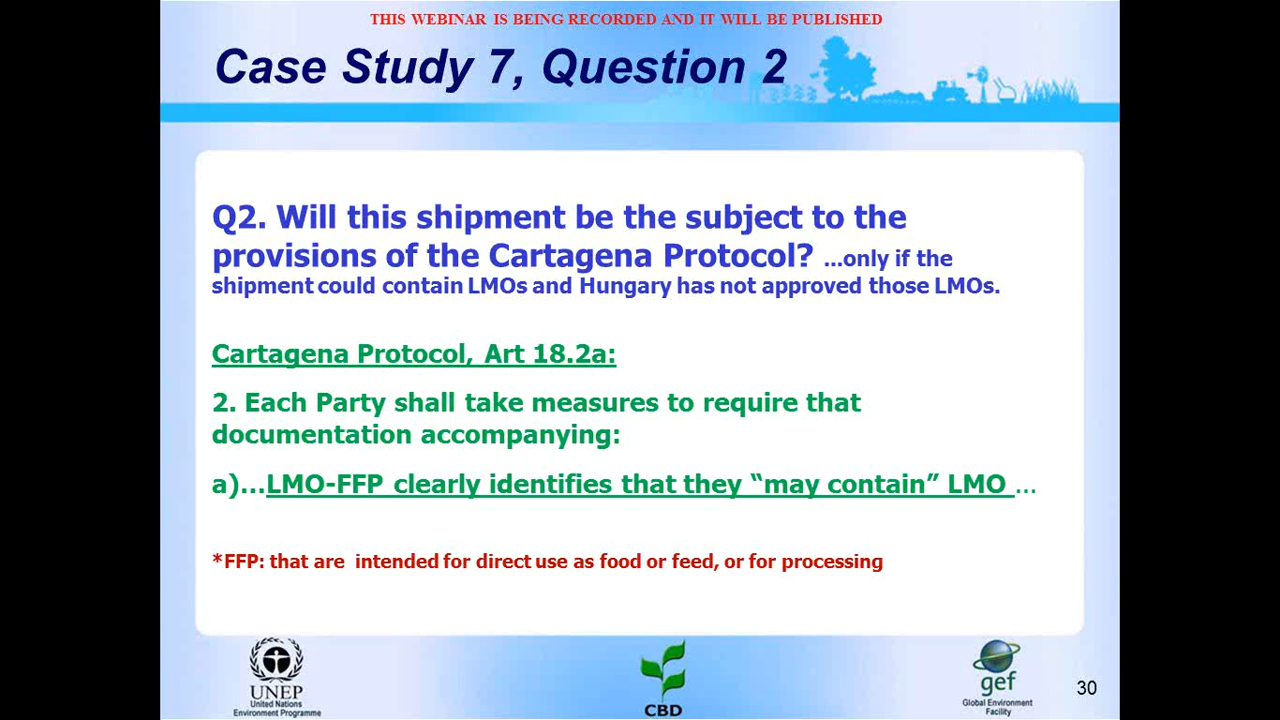 THIS WEBINAR IS BEING RECORDED AND IT WILL BE PUBLISHED
Case Study 7, Question 2
Q2. Will this shipment be the subject to the
provisions of the Cartagena Protocol? ...only if the
shipment could contain LMOs and Hungary has not approved those LMOs.
Cartagena Protocol, Art 18.2a:
2. Each Party shall take measures to require that
documentation accompanying:
a)...LMO-FFP clearly identifies that they “may contain” LMO ...
*FFP: that are intended for direct use as food or feed, or for processing
UNEP
United Nations
Environment Programme
CBD
gef
Global Environment
Facility
30